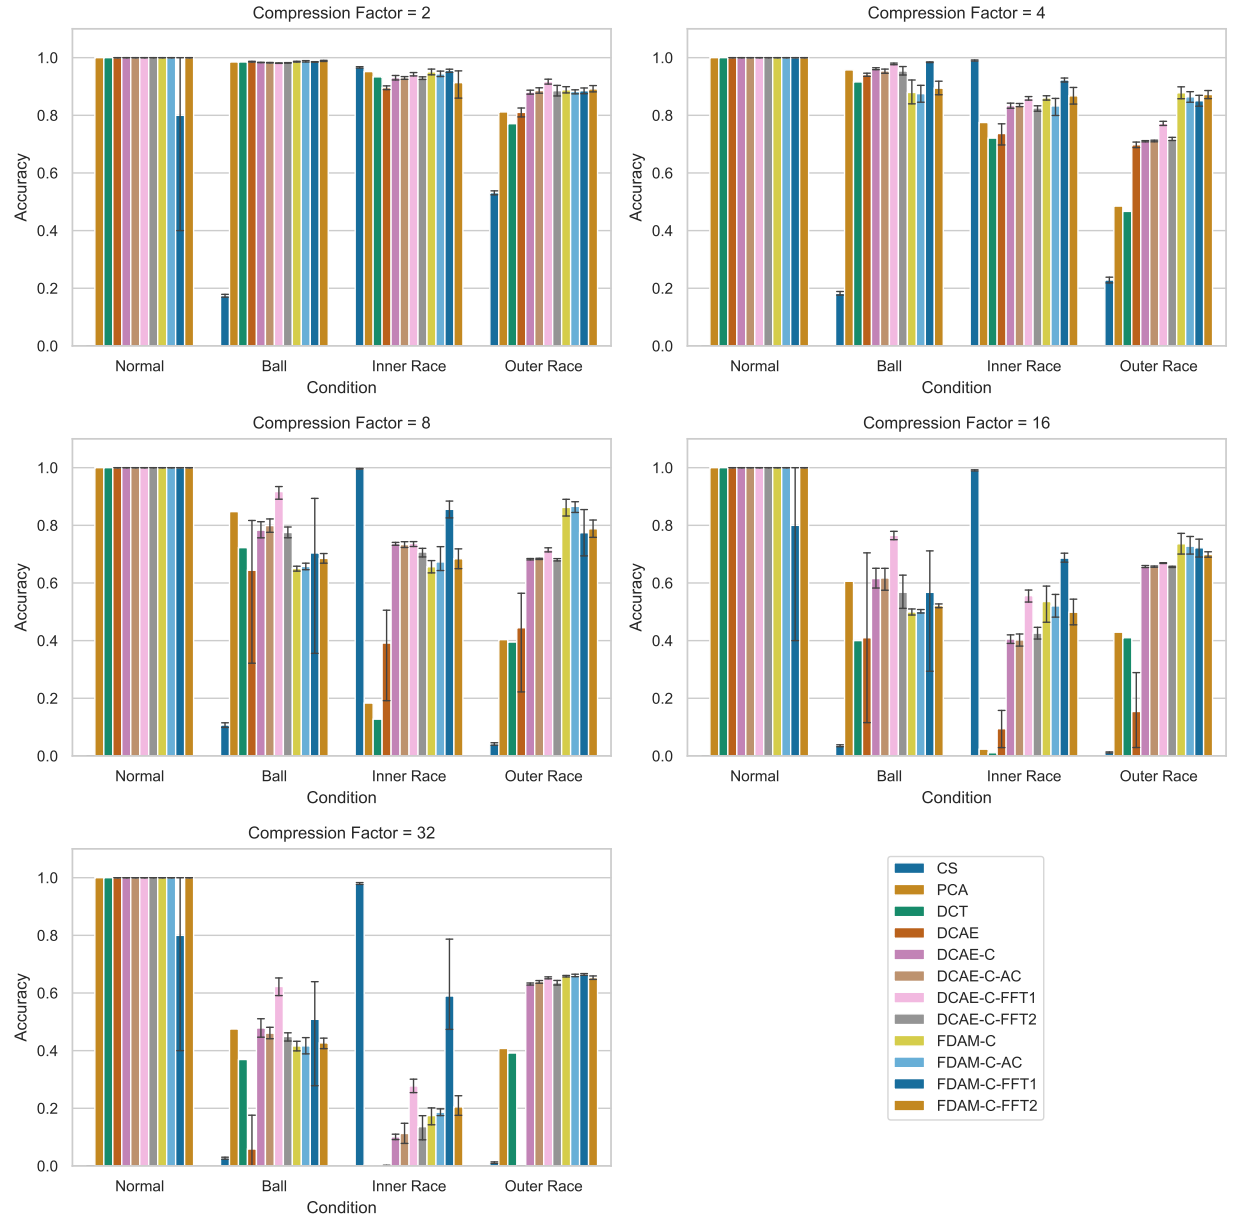 Compression Factor = 2
1.0
0.8
0.6
0.4
0.2
0.0
Accuracy
Normal Ball Inner Race Outer Race
Condition
Compression Factor = 4
1.0
0.8
0.6
0.4
0.2
0.0
Accuracy
Normal Ball Inner Race Outer Race
Condition
Compression Factor = 8
1.0
0.8
0.6
0.4
0.2
0.0
Accuracy
Normal Ball Inner Race Outer Race
Condition
Compression Factor = 16
1.0
0.8
0.6
0.4
0.2
0.0
Accuracy
Normal Ball Inner Race Outer Race
Condition
Compression Factor = 32
1.0
0.8
0.6
0.4
0.2
0.0
Accuracy
Normal Ball Inner Race Outer Race
Condition
CS
PCA
DCT
DCAE
DCAE-C
DCAE-C-AC
DCAE-C-FFT1
DCAE-C-FFT2
FDAM-C
FDAM-C-AC
FDAM-C-FFT1
FDAM-C-FFT2